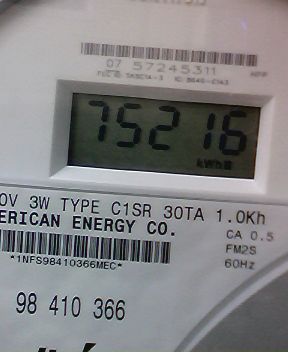 07 57245311
75216
kWh
0V 3W TYPE C1SR 30TA 1.0Kh
ERICAN ENERGY CO.
CA 0.5
FM2S
60Hz
*1NFS98410366MEC*
98 410 366